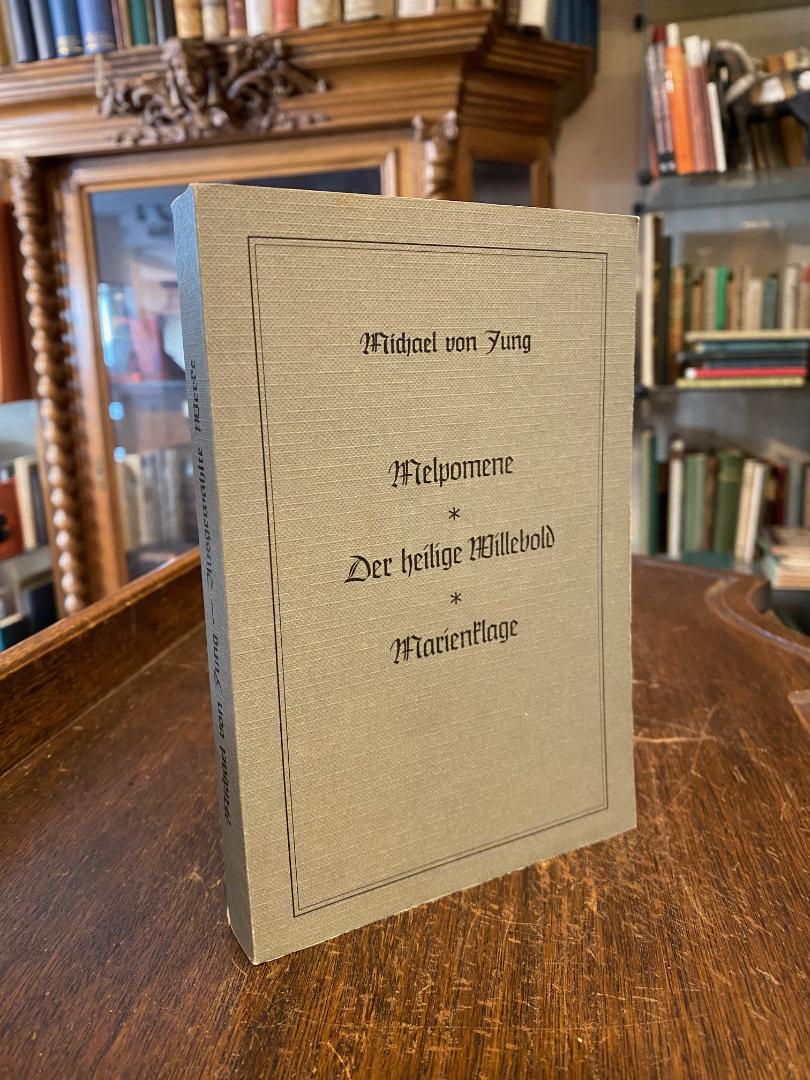 Michael von Jung
Melpomene
*
Der heilige Willebold
*
Marienklage
Michael von Jung – Ausgewählte Werke